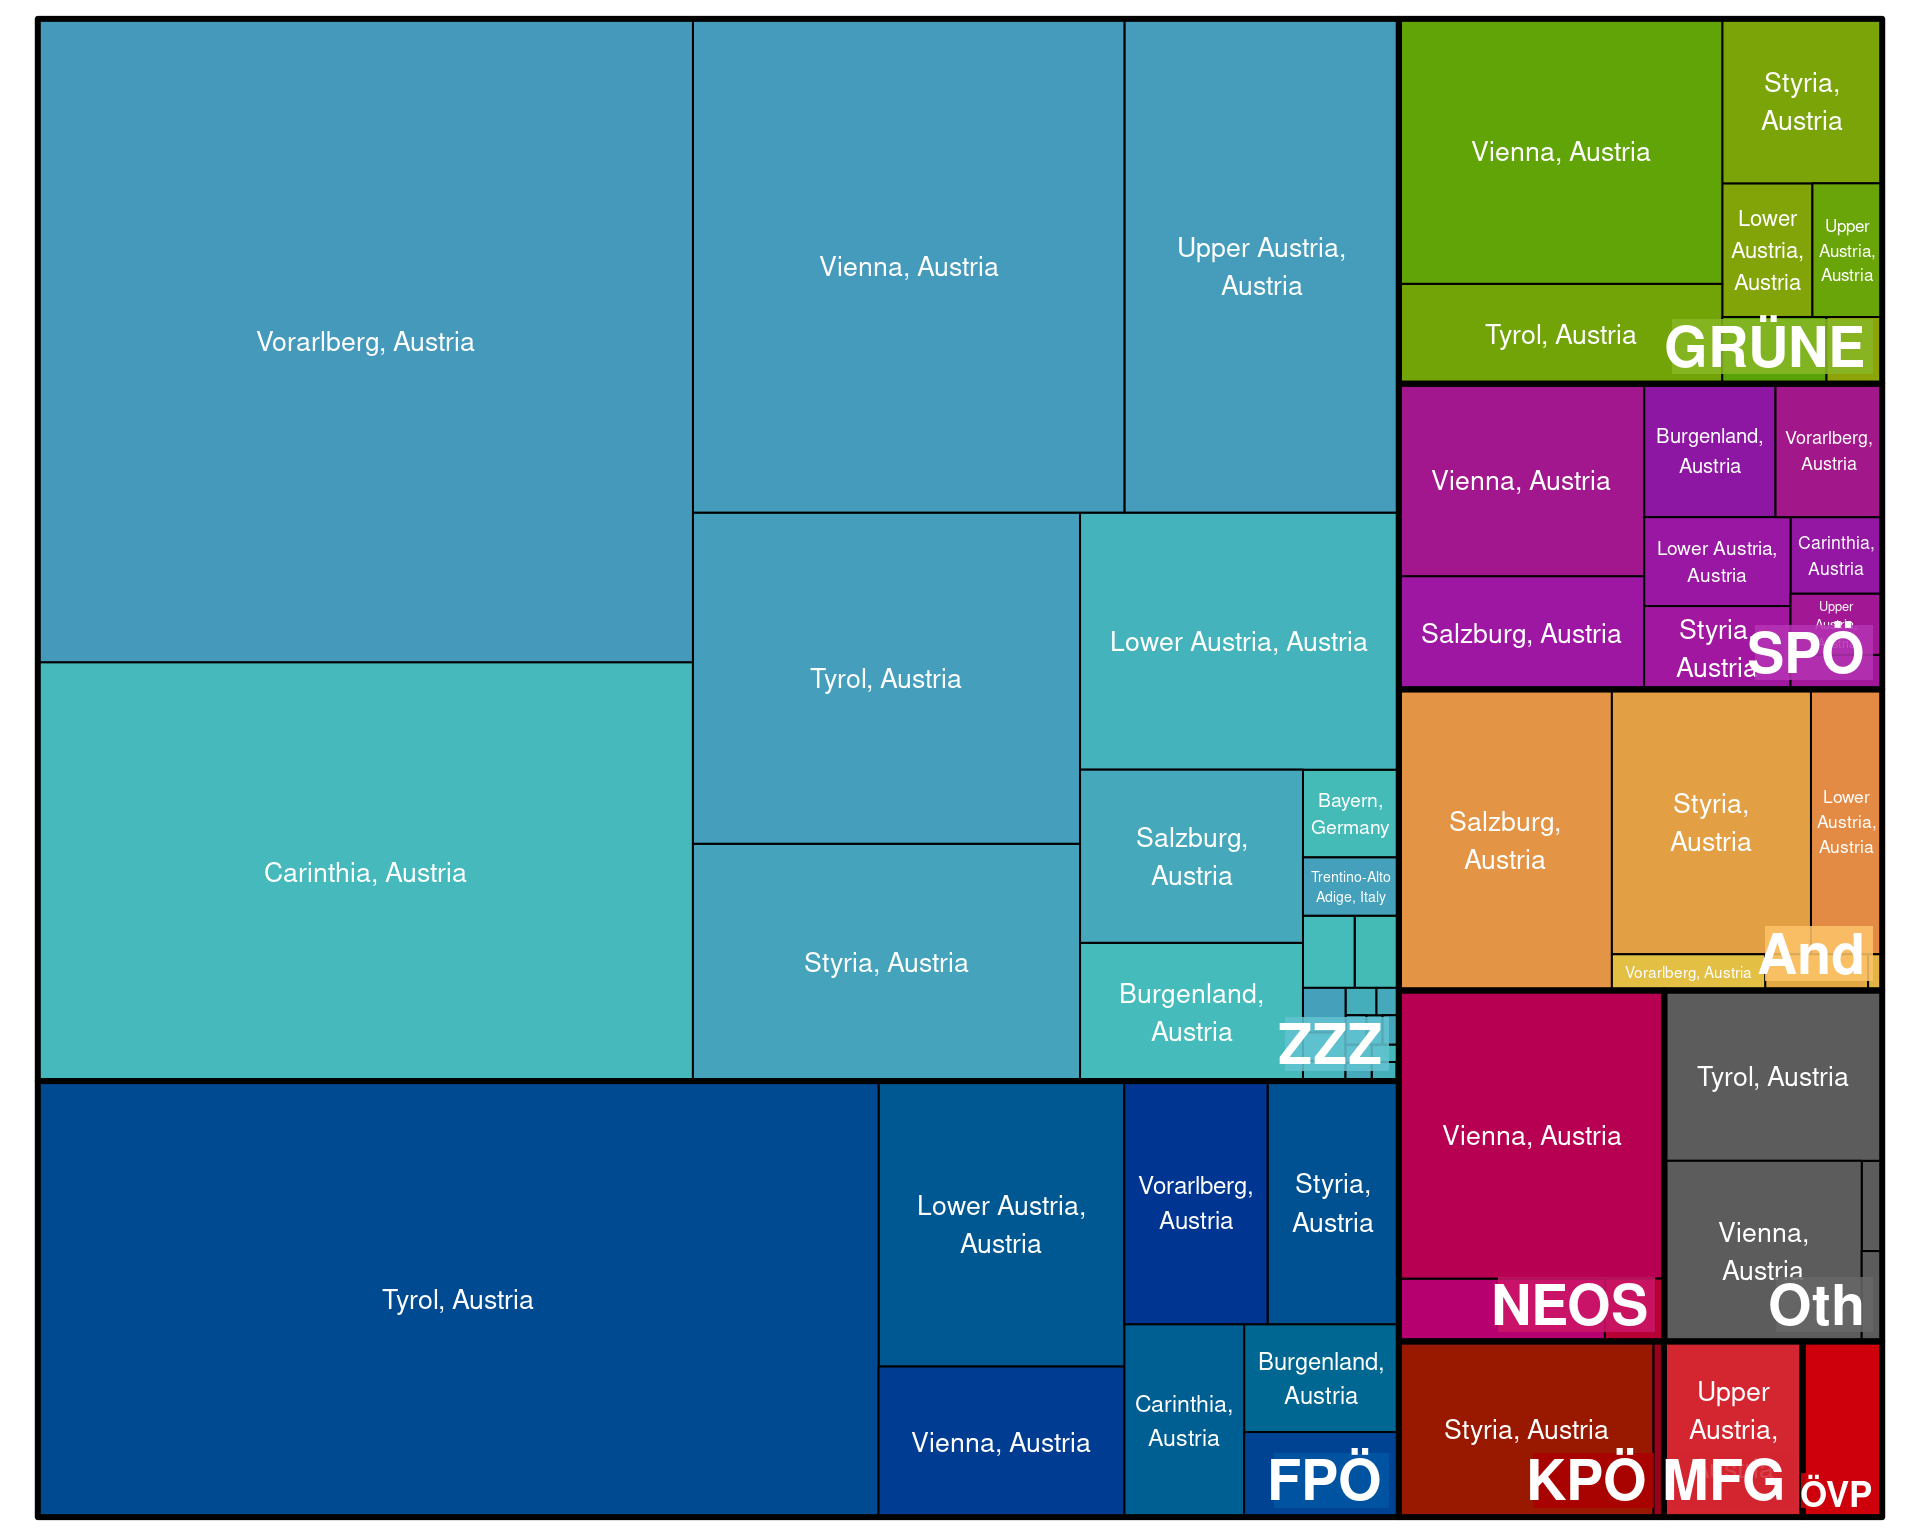 Vorarlberg, Austria
Vienna, Austria
Upper Austria,
Austria
Carinthia, Austria
Tyrol, Austria
Styria, Austria
Lower Austria, Austria
Salzburg,
Austria
Burgenland,
Austria
Bayern,
Germany
Trentino-Alto
Adige, Italy
ZZZ
Tyrol, Austria
Lower Austria,
Austria
Vienna, Austria
Vorarlberg,
Austria
Styria,
Austria
Carinthia,
Austria
Burgenland,
Austria
FPÖ
Vienna, Austria
Styria,
Austria
Lower
Austria,
Austria
Upper
Austria,
Austria
Tyrol, Austria
GRÜNE
Vienna, Austria
Burgenland,
Austria
Vorarlberg,
Austria
Lower Austria,
Austria
Carinthia,
Austria
Salzburg, Austria
Styria,
Austria
Upper
Austria,
SPÖ
Salzburg,
Austria
Styria,
Austria
Lower
Austria,
Austria
Vorarlberg, Austria
And
Vienna, Austria
NEOS
Tyrol, Austria
Vienna,
Austria
Oth
Styria, Austria
KPÖ
Upper
Austria,
MFG
ÖVP